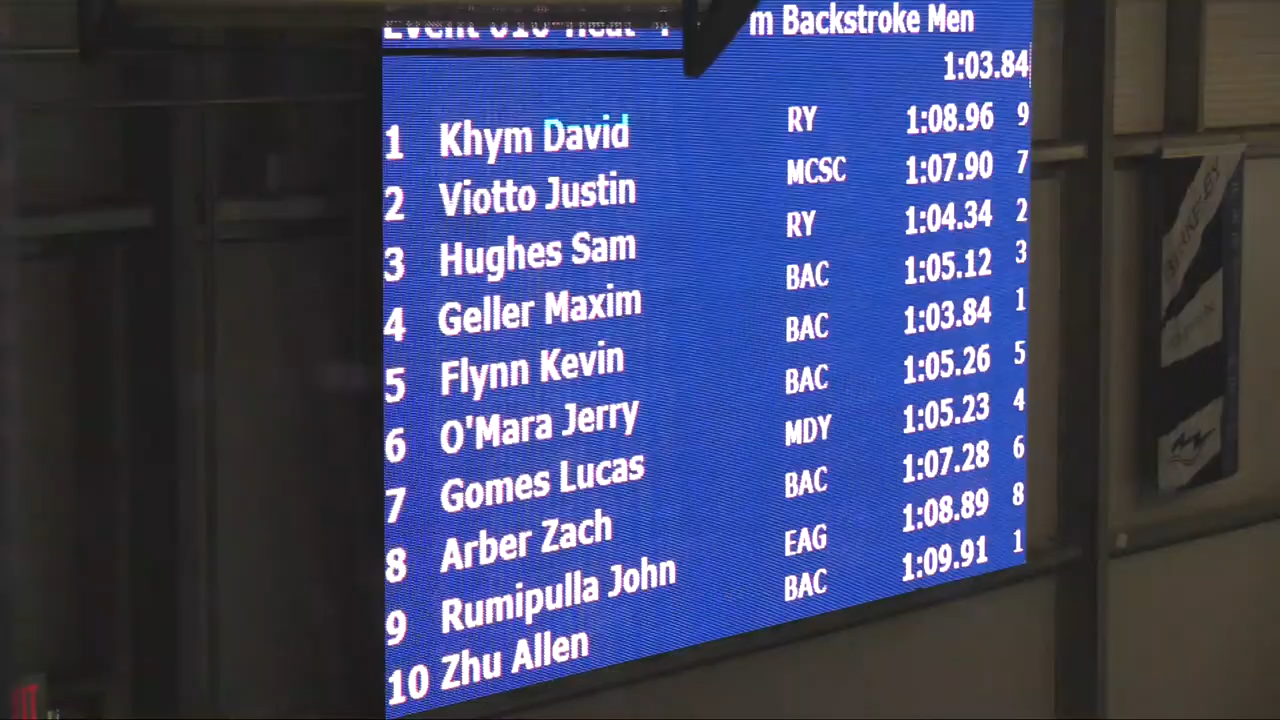 m Backstroke Men
1:03.84
1 Khym David RY 1:08.96 9
2 Viotto Justin MCSC 1:07.90 7
3 Hughes Sam RY 1:04.34 2
4 Geller Maxim BAC 1:05.12 3
5 Flynn Kevin BAC 1:03.84 1
6 O'Mara Jerry BAC 1:05.26 5
7 Gomes Lucas MDY 1:05.23 4
8 Arber Zach BAC 1:07.28 6
9 Rumipulla John EAG 1:08.89 8
10 Zhu Allen BAC 1:09.91 1